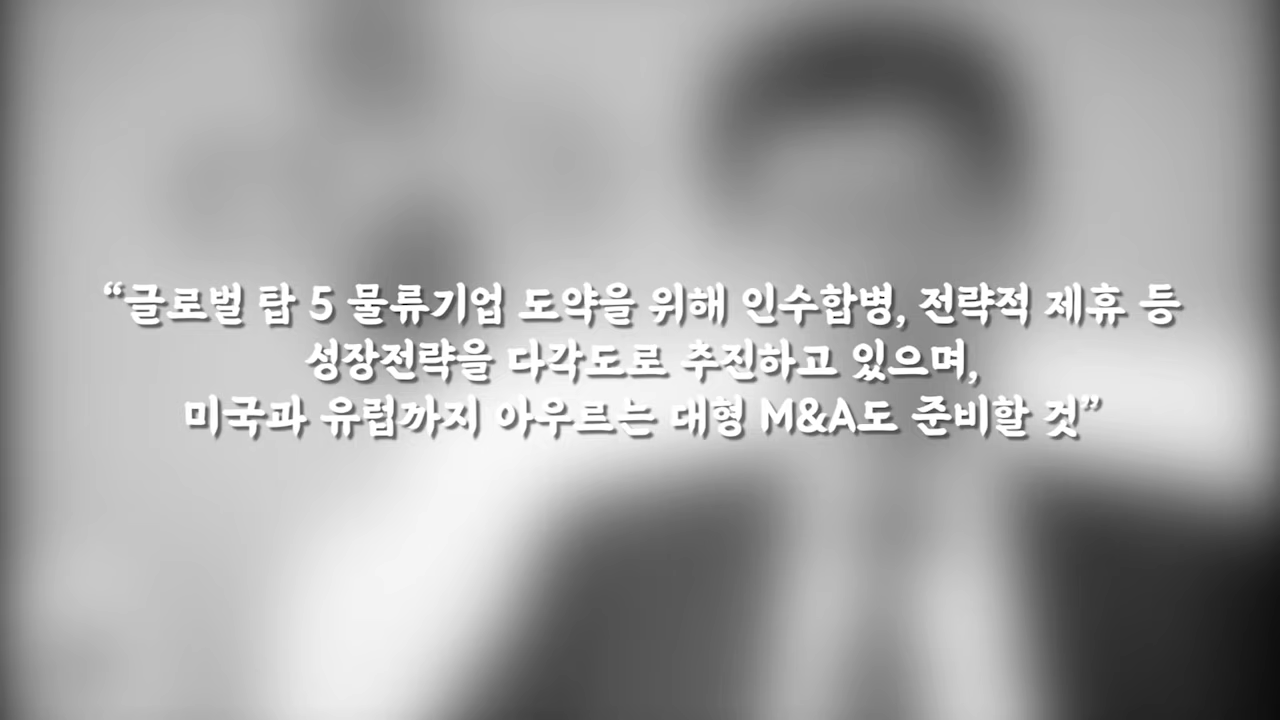 “글로벌 탑 5 물류기업 도약을 위해 인수합병, 전략적 제휴 등
성장전략을 다각도로 추진하고 있으며,
미국과 유럽까지 아우르는 대형 M&A도 준비할 것”